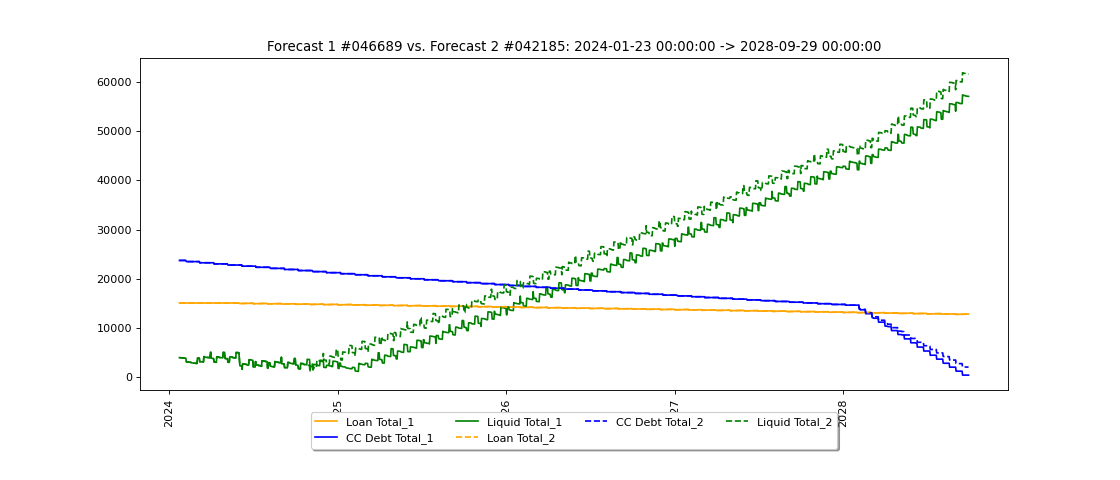 Forecast 1 #046689 vs. Forecast 2 #042185: 2024-01-23 00:00:00 -> 2028-09-29 00:00:00
60000
50000
40000
30000
20000
10000
0
2024
25
26
27
2028
Loan Total_1
Liquid Total_1
CC Debt Total_2
Liquid Total_2
CC Debt Total_1
Loan Total_2